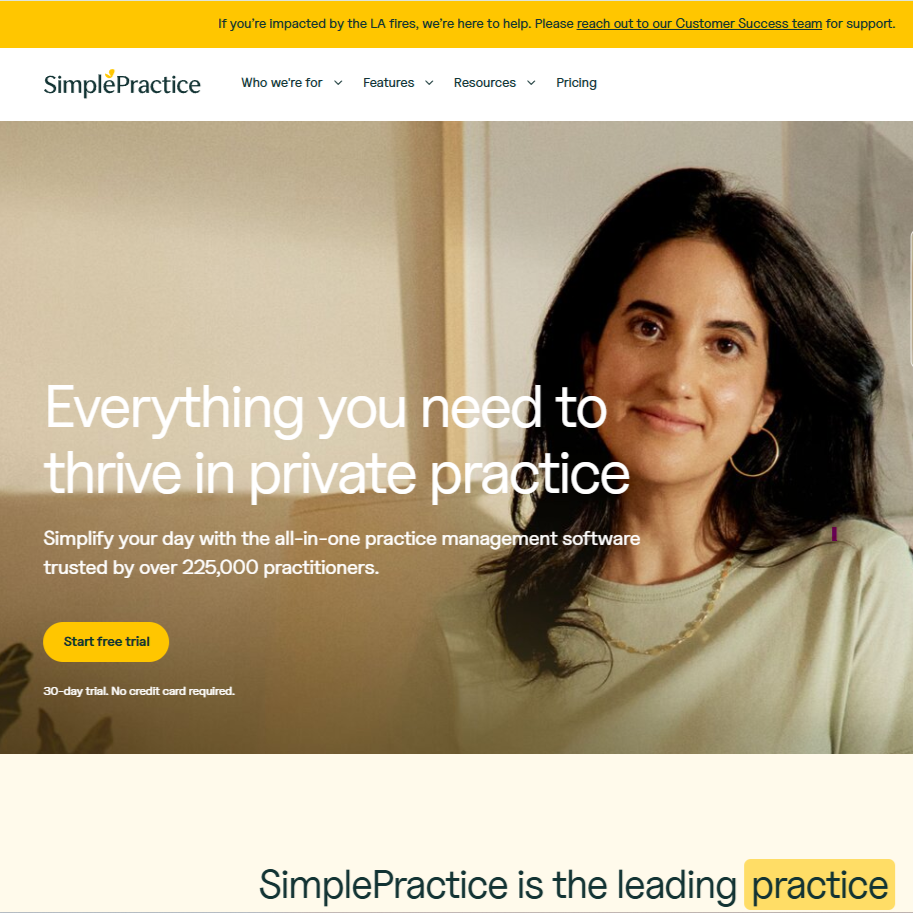 If you're impacted by the LA fires, we're here to help. Please reach out to our Customer Success team for support.
SimplePractice
Who we're for
Features
Resources
Pricing
Everything you need to
thrive in private practice
Simplify your day with the all-in-one practice management software
trusted by over 225,000 practitioners.
Start free trial
30-day trial. No credit card required.
SimplePractice is the leading practice